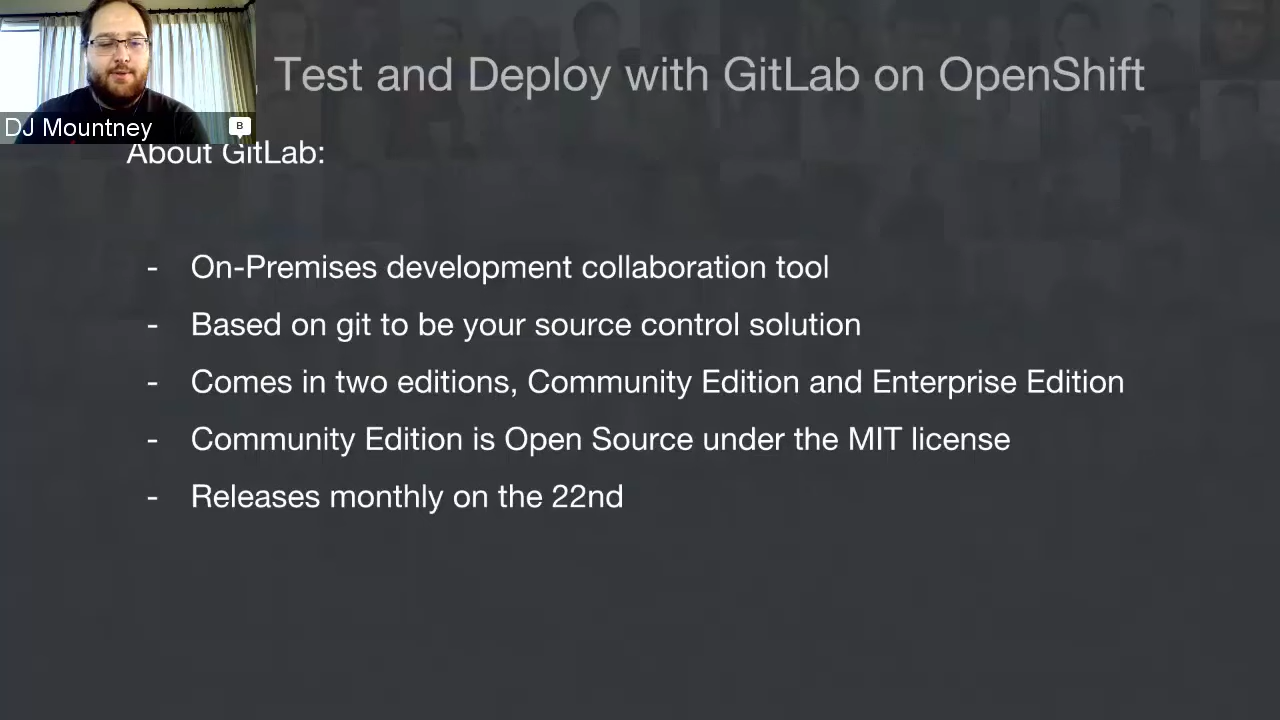 Test and Deploy with GitLab on OpenShift
DJ Mountney
B
About GitLab:
- On-Premises development collaboration tool
- Based on git to be your source control solution
- Comes in two editions, Community Edition and Enterprise Edition
- Community Edition is Open Source under the MIT license
- Releases monthly on the 22nd